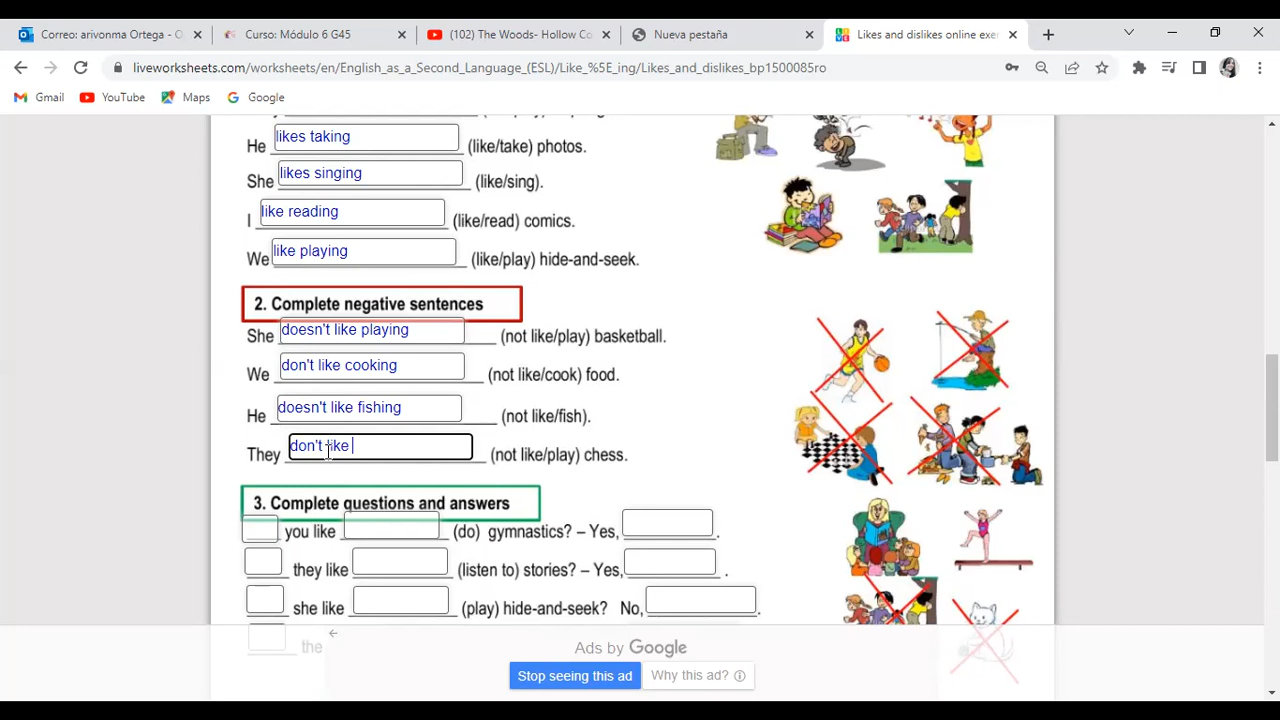 Correo: arivonma Ortega - O
Curso: Módulo 6 G45
(102) The Woods- Hollow Co
Nueva pestaña
Likes and dislikes online exer
liveworksheets.com/worksheets/en/English_as_a_Second_Language_(ESL)/Like_%5E_ing/Likes_and_dislikes_bp1500085ro
Gmail YouTube Maps Google
He likes taking (like/take) photos.
She likes singing (like/sing).
I like reading (like/read) comics.
We like playing (like/play) hide-and-seek.
2. Complete negative sentences
She doesn't like playing (not like/play) basketball.
We don't like cooking (not like/cook) food.
He doesn't like fishing (not like/fish).
They don't like (not like/play) chess.
3. Complete questions and answers
you like (do) gymnastics? – Yes, .
they like (listen to) stories? – Yes, .
she like (play) hide-and-seek? No, .
the
Ads by Google
Stop seeing this ad
Why this ad?